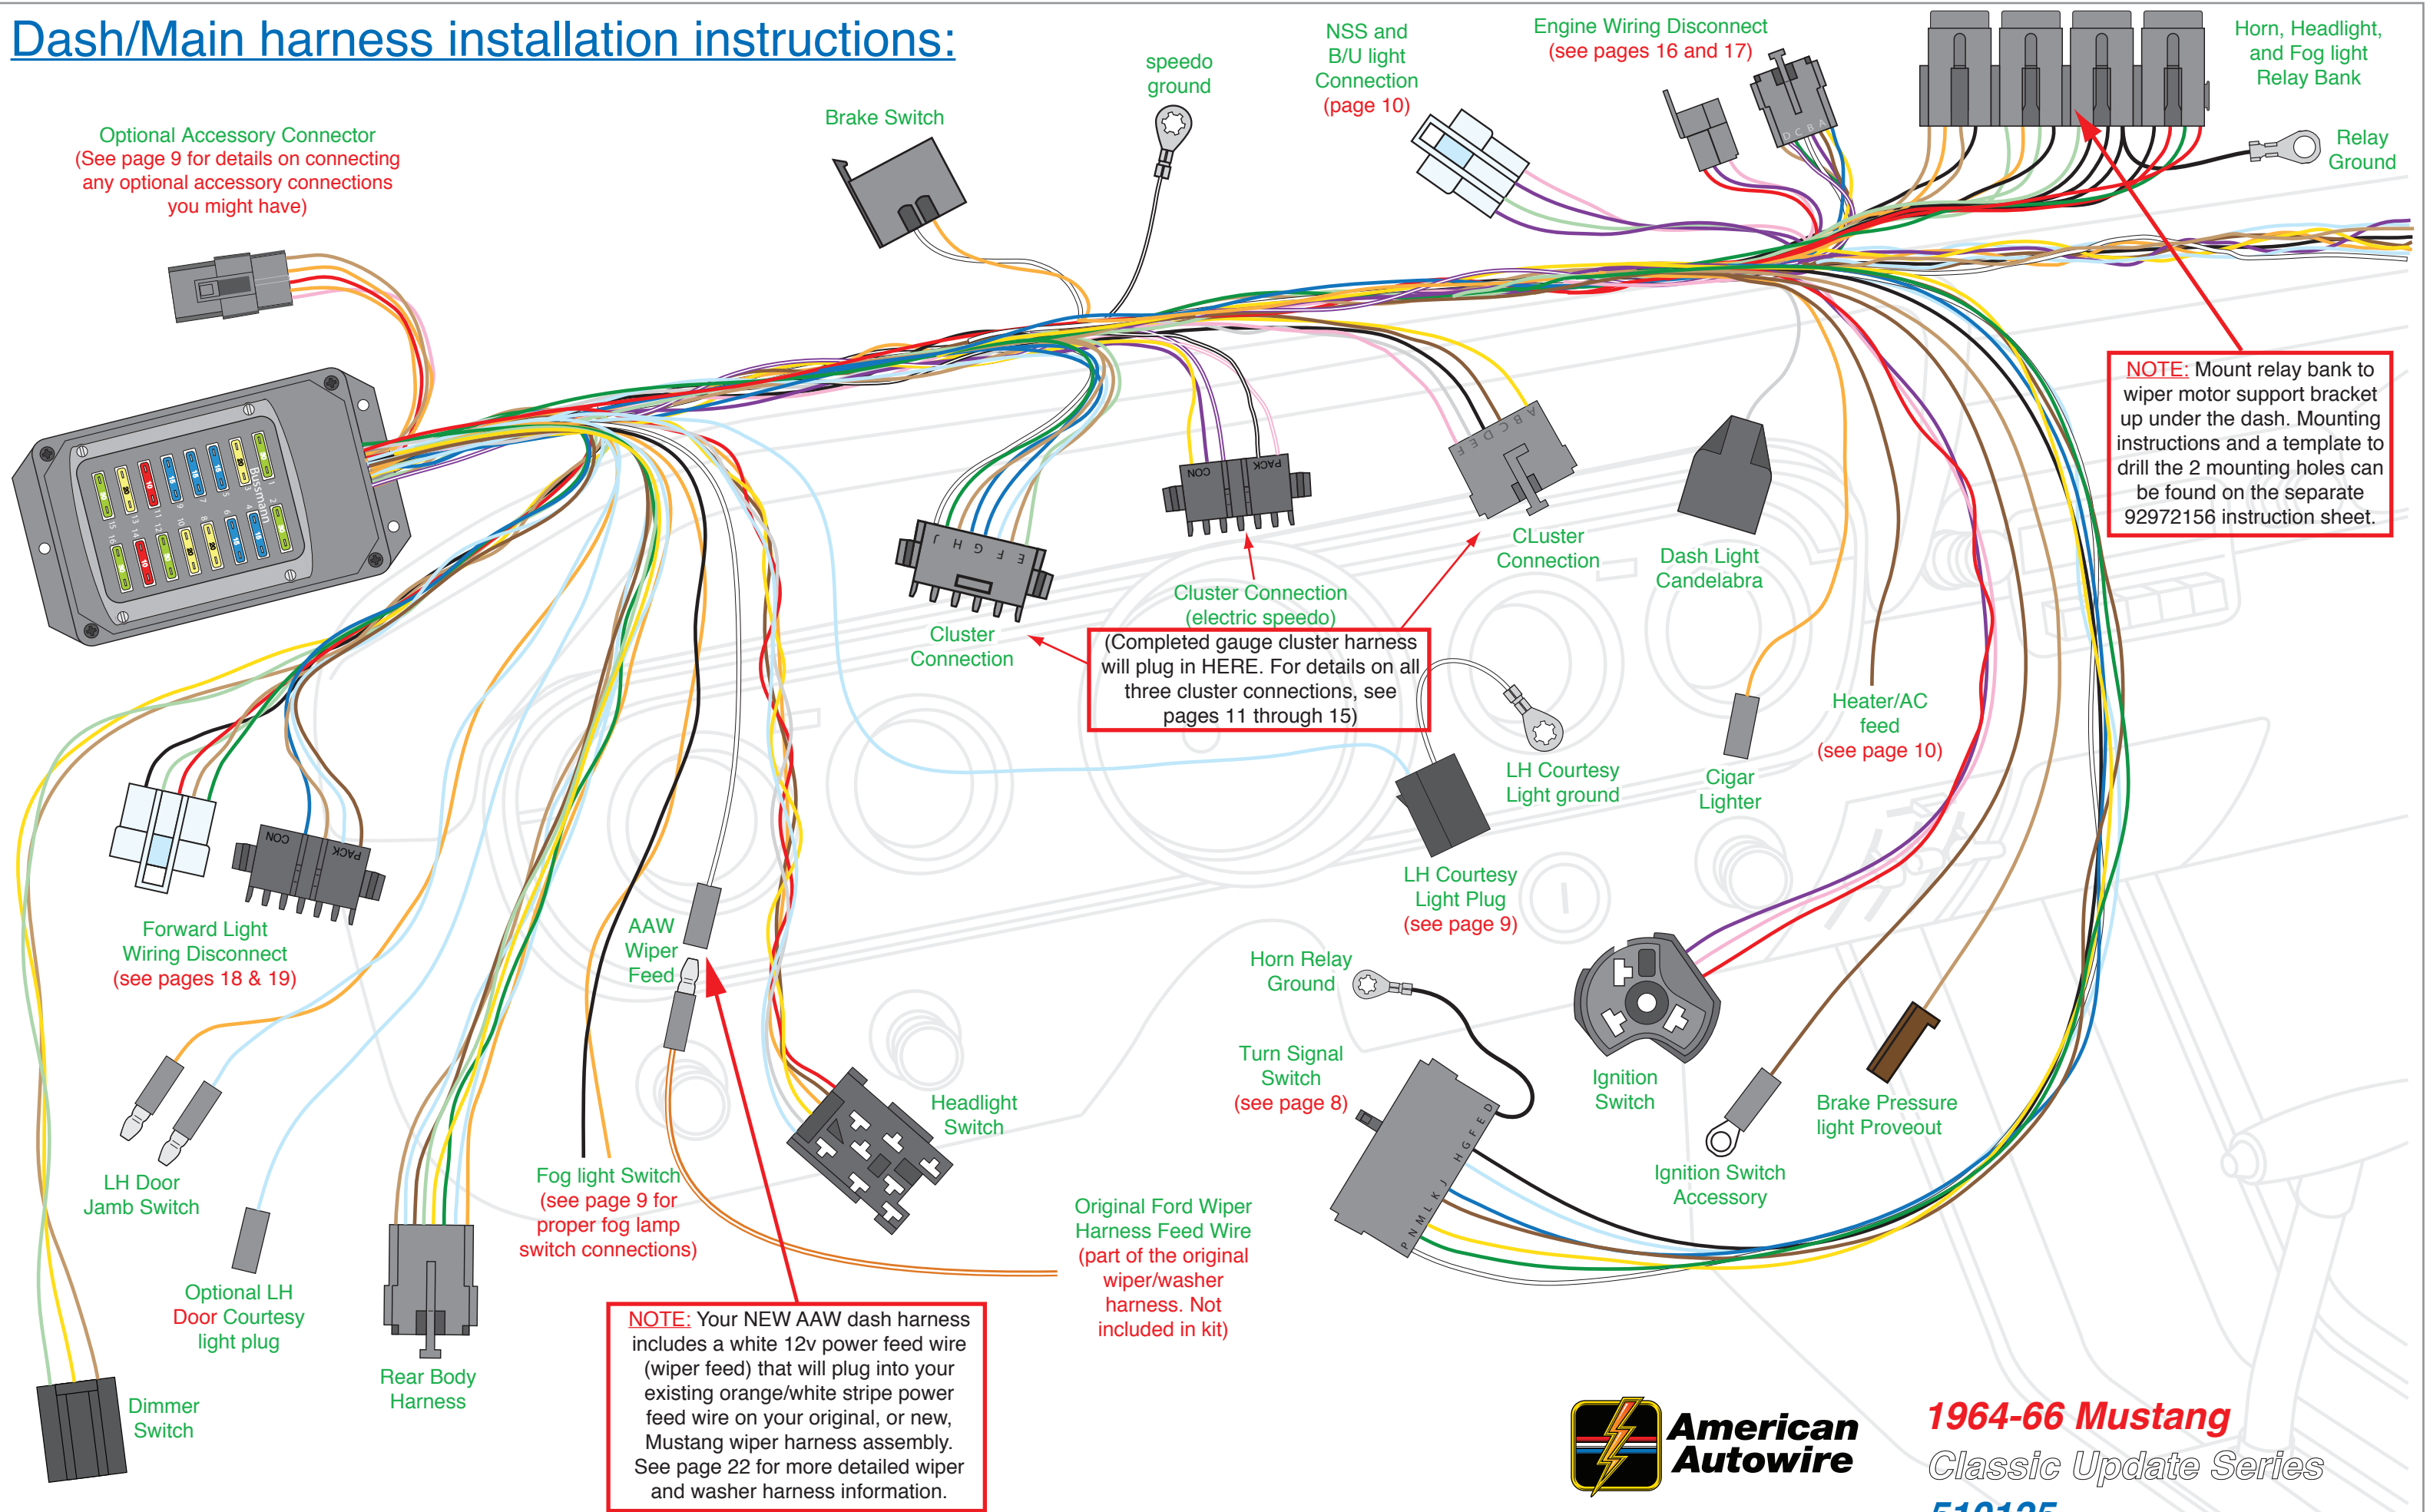 Dash/Main harness installation instructions:
Optional Accessory Connector
(See page 9 for details on connecting
any optional accessory connections
you might have)
Brake Switch
speedo
ground
NSS and
B/U light
Connection
(page 10)
Engine Wiring Disconnect
(see pages 16 and 17)
D C B A
Horn, Headlight,
and Fog light
Relay Bank
Relay
Ground
NOTE: Mount relay bank to
wiper motor support bracket
up under the dash. Mounting
instructions and a template to
drill the 2 mounting holes can
be found on the separate
92972156 instruction sheet.
Bussmann
J H G F E
Cluster
Connection
CON PACK
Cluster Connection
(electric speedo)
(Completed gauge cluster harness
will plug in HERE. For details on all
three cluster connections, see
pages 11 through 15)
F E D C B A
CLuster
Connection
Dash Light
Candelabra
Cigar
Lighter
Heater/AC
feed
(see page 10)
LH Courtesy
Light ground
LH Courtesy
Light Plug
(see page 9)
CON PACK
Forward Light
Wiring Disconnect
(see pages 18 & 19)
AAW
Wiper
Feed
Horn Relay
Ground
Turn Signal
Switch
(see page 8)
P N M L K J H G F E D
Ignition
Switch
Ignition Switch
Accessory
Brake Pressure
light Proveout
Headlight
Switch
LH Door
Jamb Switch
Optional LH
Door Courtesy
light plug
Fog light Switch
(see page 9 for
proper fog lamp
switch connections)
Original Ford Wiper
Harness Feed Wire
(part of the original
wiper/washer
harness. Not
included in kit)
Rear Body
Harness
Dimmer
Switch
NOTE: Your NEW AAW dash harness
includes a white 12v power feed wire
(wiper feed) that will plug into your
existing orange/white stripe power
feed wire on your original, or new,
Mustang wiper harness assembly.
See page 22 for more detailed wiper
and washer harness information.
American
Autowire
1964-66 Mustang
Classic Update Series
510125